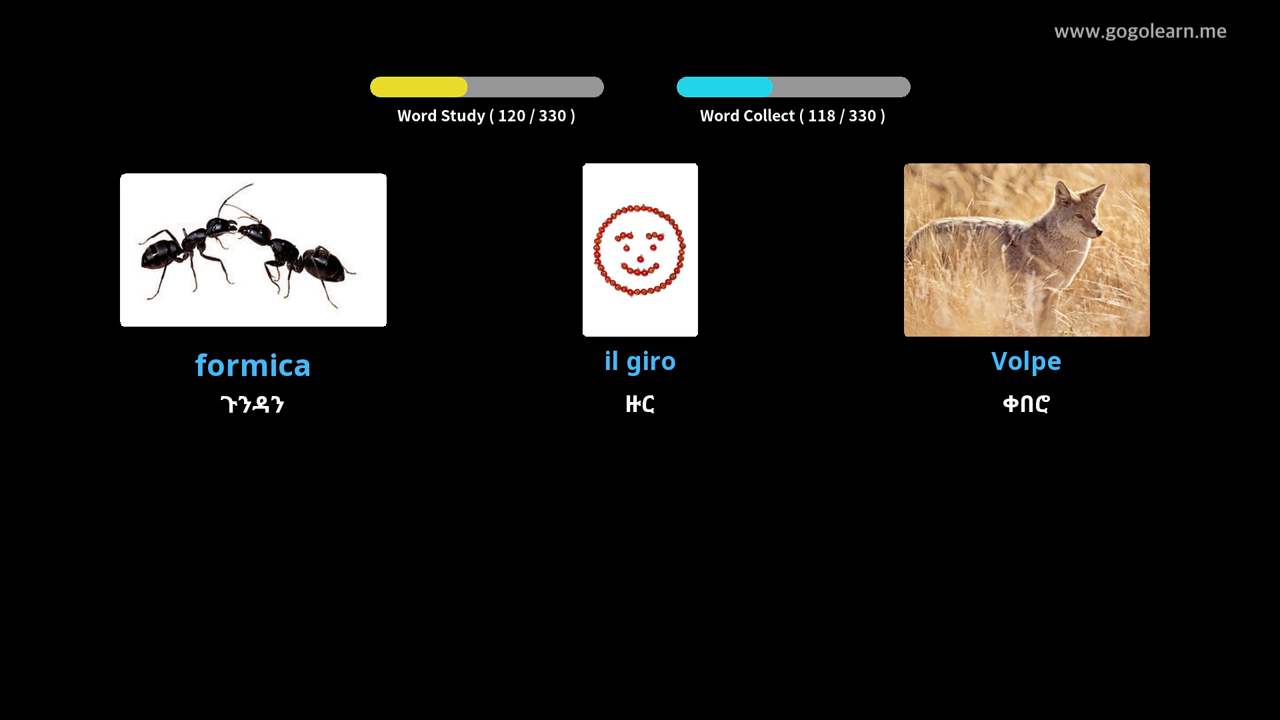 www.gogolearn.me
Word Study ( 120 / 330 )
Word Collect ( 118 / 330 )
formica
ጉንዳን
il giro
ዙር
Volpe
ቀበሮ